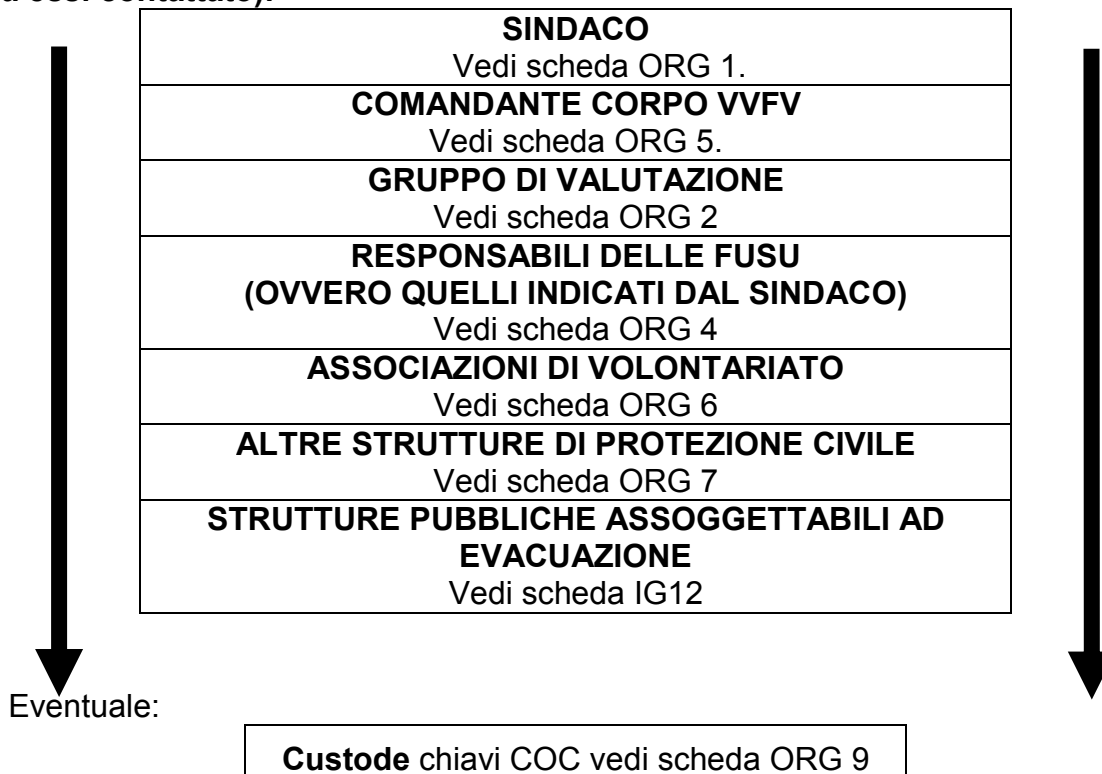 SINDACO
Vedi scheda ORG 1.
COMANDANTE CORPO VVFV
Vedi scheda ORG 5.
GRUPPO DI VALUTAZIONE
Vedi scheda ORG 2
RESPONSABILI DELLE FUSU
(OVVERO QUELLI INDICATI DAL SINDACO)
Vedi scheda ORG 4
ASSOCIAZIONI DI VOLONTARIATO
Vedi scheda ORG 6
ALTRE STRUTTURE DI PROTEZIONE CIVILE
Vedi scheda ORG 7
STRUTTURE PUBBLICHE ASSOGGETTABILI AD
EVACUAZIONE
Vedi scheda IG12
Eventuale:
Custode chiavi COC vedi scheda ORG 9